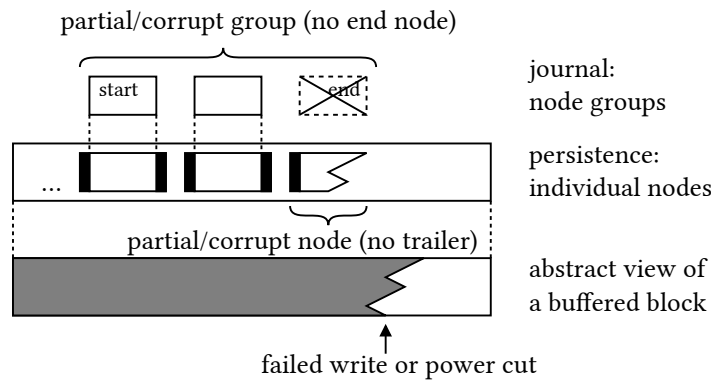 partial/corrupt group (no end node)
start
end
journal:
node groups
...
persistence:
individual nodes
partial/corrupt node (no trailer)
abstract view of
a buffered block
failed write or power cut